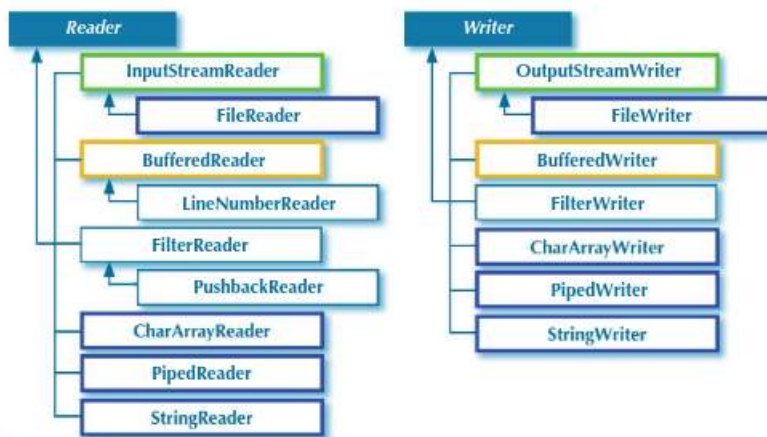 Reader
InputStreamReader
FileReader
BufferedReader
LineNumberReader
FilterReader
PushbackReader
CharArrayReader
PipedReader
StringReader
Writer
OutputStreamWriter
FileWriter
BufferedWriter
FilterWriter
CharArrayWriter
PipedWriter
StringWriter